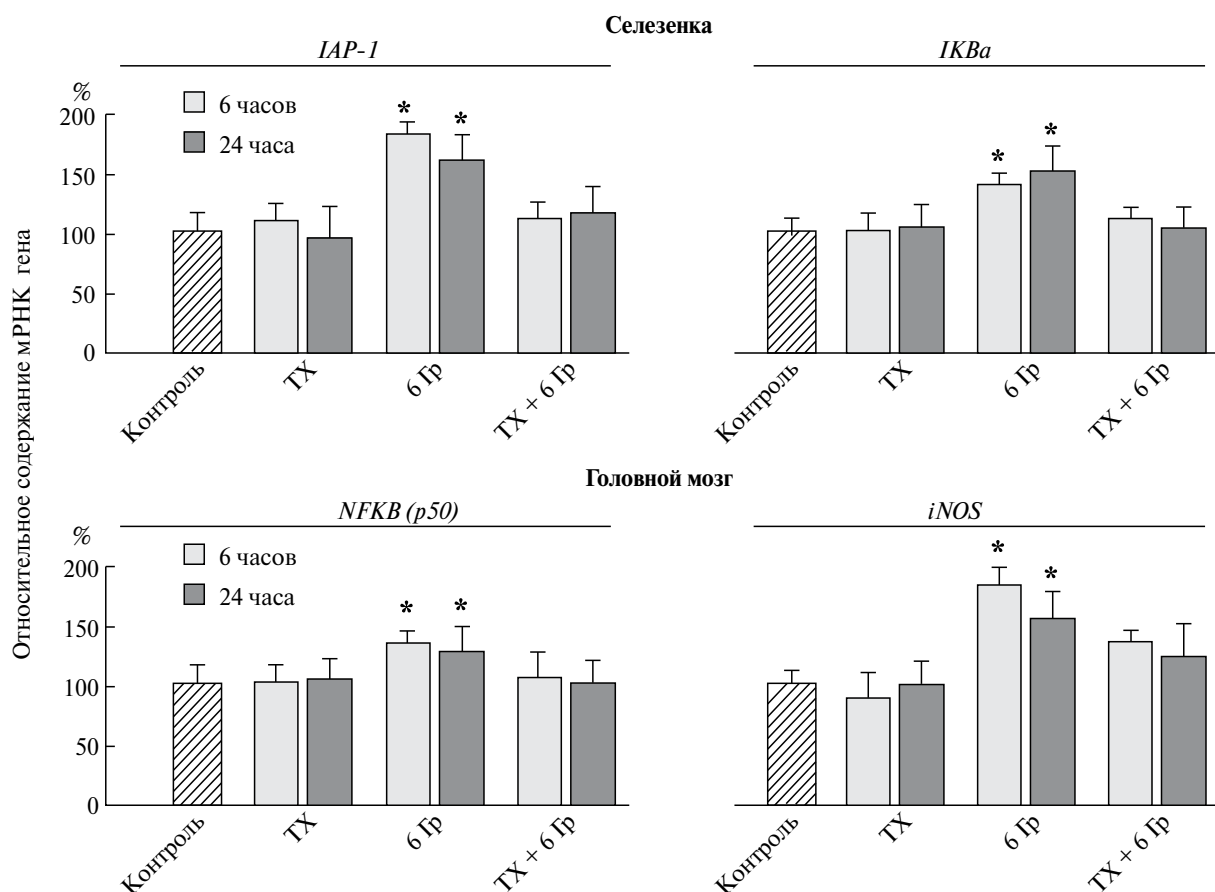 Селезенка
IAP-1
IKBa
%
6 часов
24 часа
200
150
100
50
0
*
*
*
*
Контроль
ТХ
6 Гр
ТХ + 6 Гр
Контроль
ТХ
6 Гр
ТХ + 6 Гр
Относительное содержание мРНК гена
Головной мозг
NFKB (p50)
iNOS
%
6 часов
24 часа
200
150
100
50
0
*
*
*
*
Контроль
ТХ
6 Гр
ТХ + 6 Гр
Контроль
ТХ
6 Гр
ТХ + 6 Гр